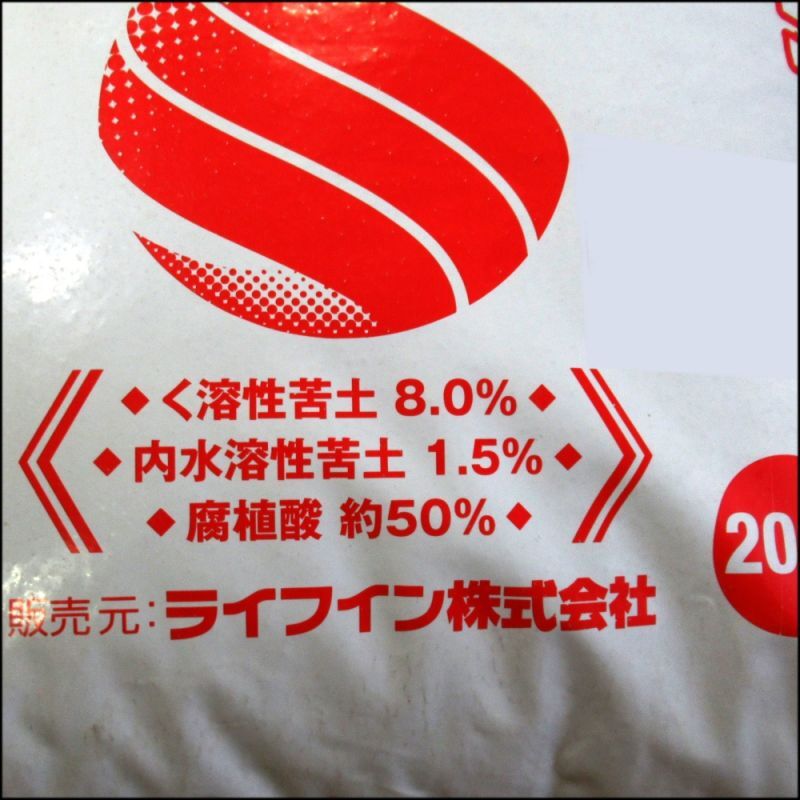 ◆く溶性苦土 8.0%◆
◆内水溶性苦土 1.5%◆
◆腐植酸 約50%◆
20
販売元:ライフイン株式会社